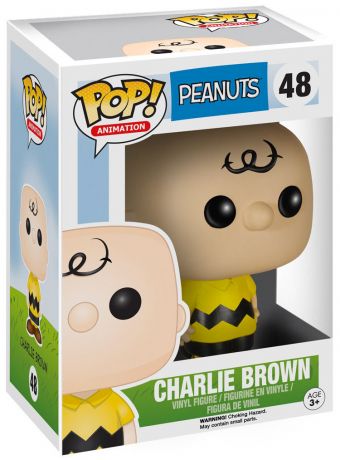 POP!
ANIMATION
PEANUTS
48
CHARLIE BROWN
48
CHARLIE BROWN
VINYL FIGURE / FIGURINE EN VINYLE /
FIGURA DE VINIL
WARNING: CHOKING HAZARD.
May contain small parts.
AGE
3+